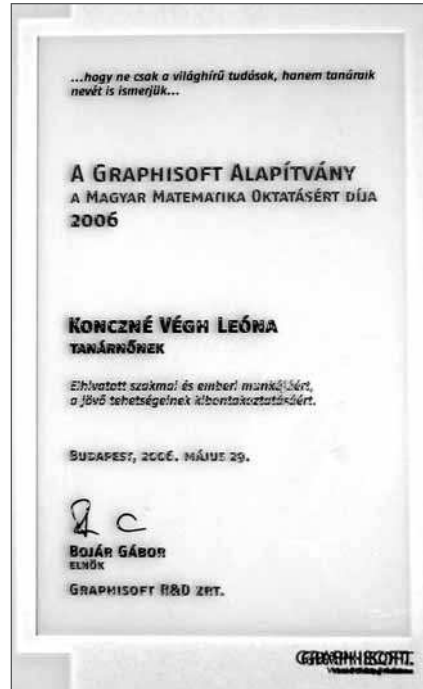 ...hogy ne csak a világhírű tudósok, hanem tanáraik
nevét is ismerjük...
A GRAPHISOFT ALAPÍTVÁNY
A MAGYAR MATEMATIKA OKTATÁSÉRT DÍJA
2006
KONCZNÉ VÉGH LEÓNA
TANÁRNŐNEK
Elhivatott szakmai és emberi munkájáért,
a jövő tehetségeinek kibontakoztatásáért.
BUDAPEST, 2006. MÁJUS 29.
BOJÁR GÁBOR
ELNÖK
GRAPHISOFT R&D ZRT.
GRAPHISOFT.